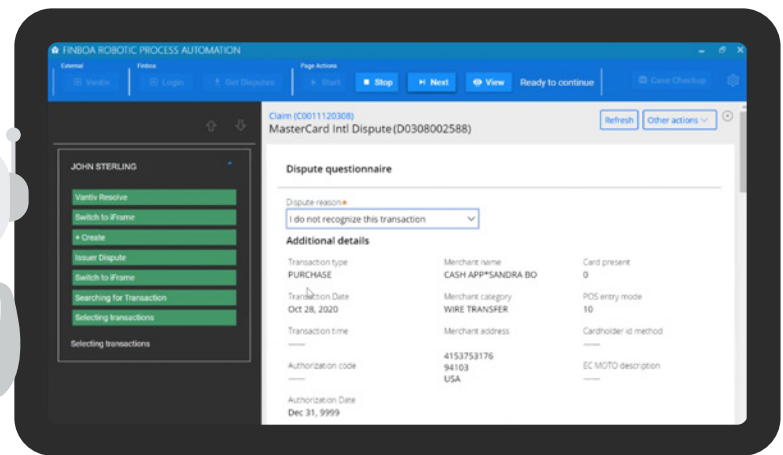 FINBOA ROBOTIC PROCESS AUTOMATION
External
Finboa
Page Actions
Vantiv
Login
Get Disputes
Start
Stop
Next
View
Ready to continue
Case Checkup
Claim (C0011120308)
MasterCard Intl Dispute (D0308002588)
Refresh
Other actions
JOHN STERLING
Vantiv Resolve
Switch to iFrame
+ Create
Issuer Dispute
Switch to iFrame
Searching for Transaction
Selecting transactions
Selecting transactions
Dispute questionnaire
Dispute reason
I do not recognize this transaction
Additional details
Transaction type
Merchant name
Card present
PURCHASE
CASH APP*SANDRA BO
0
Transaction Date
Merchant category
POS entry mode
Oct 28, 2020
WIRE TRANSFER
10
Transaction time
Merchant address
Cardholder id method
-----
4153753176
-----
Authorization code
94103
EC MOTO description
-----
USA
-----
Authorization Date
Dec 31, 9999